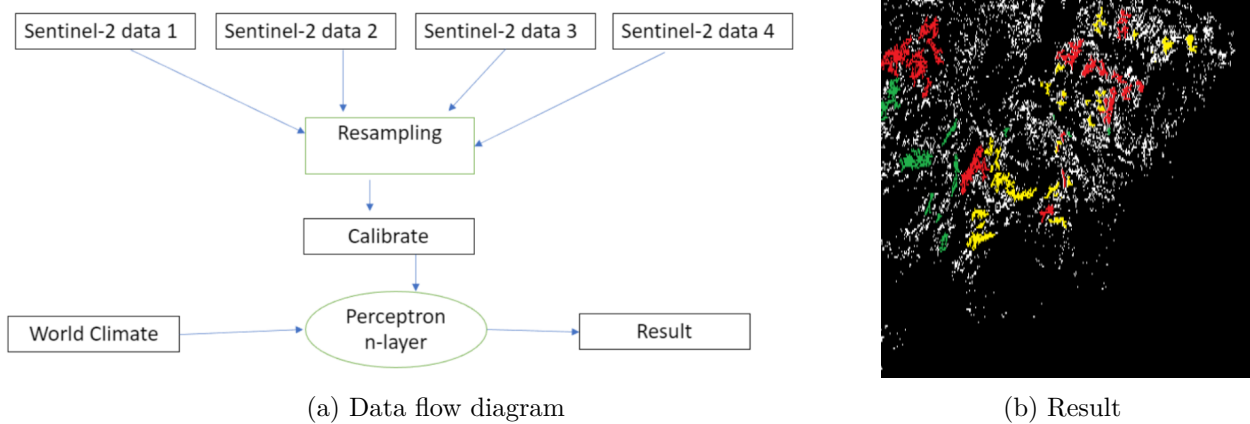 Sentinel-2 data 1
Sentinel-2 data 2
Sentinel-2 data 3
Sentinel-2 data 4
Resampling
Calibrate
World Climate
Perceptron
n-layer
Result
(a) Data flow diagram
(b) Result